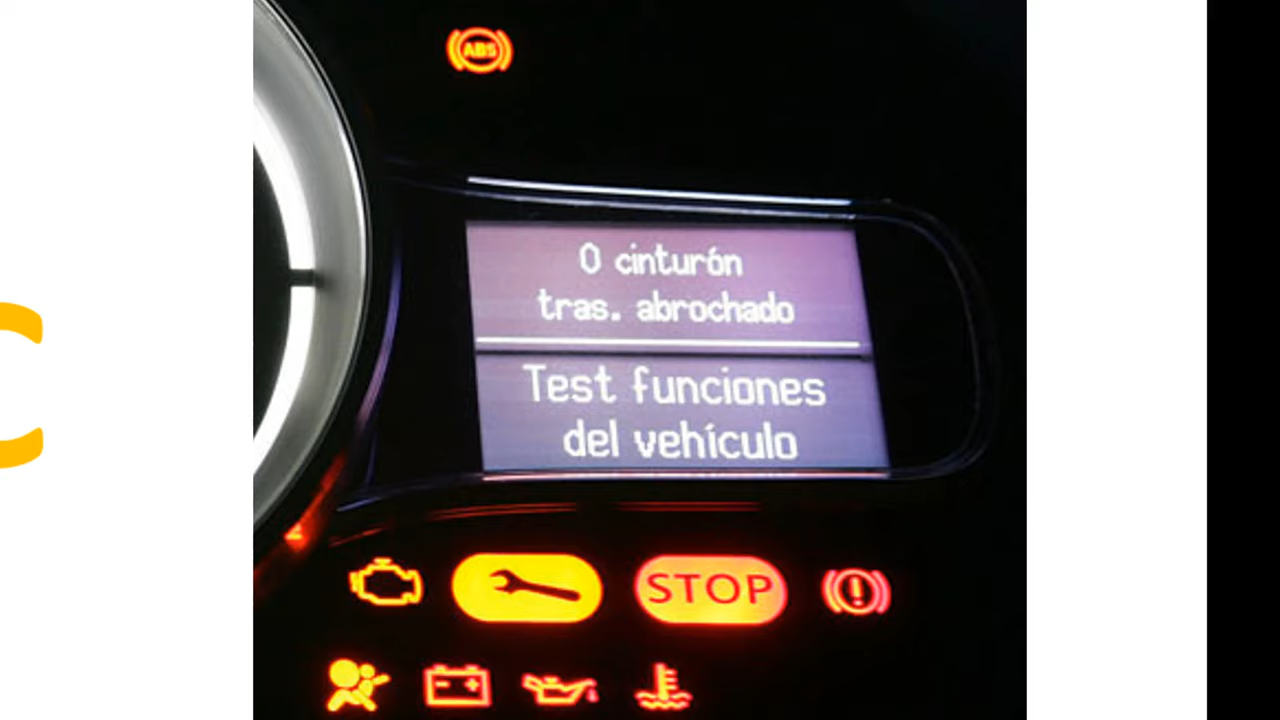 ABS
0 cinturón
tras. abrochado
Test funciones
del vehículo
STOP